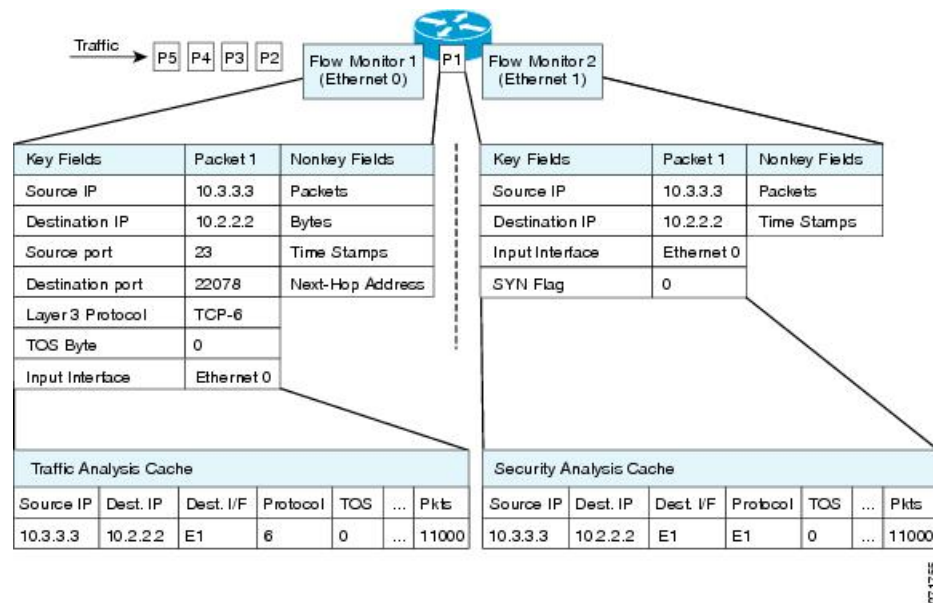 Traffic
P5 P4 P3 P2
Flow Monitor 1
(Ethernet 0)
P1
Flow Monitor 2
(Ethernet 1)
Key Fields Packet 1 Nonkey Fields
Source IP 10.3.3.3 Packets
Destination IP 10.2.2.2 Bytes
Source port 23 Time Stamps
Destination port 22078 Next-Hop Address
Layer 3 Protocol TCP-6
TOS Byte 0
Input Interface Ethernet 0
Key Fields Packet 1 Nonkey Fields
Source IP 10.3.3.3 Packets
Destination IP 10.2.2.2 Time Stamps
Input Interface Ethernet 0
SYN Flag 0
Traffic Analysis Cache
Source IP Dest. IP Dest. I/F Protocol TOS ... Pkts
10.3.3.3 10.2.2.2 E1 6 0 ... 11000
Security Analysis Cache
Source IP Dest. IP Dest. I/F Protocol TOS ... Pkts
10.3.3.3 10.2.2.2 E1 E1 0 ... 11000